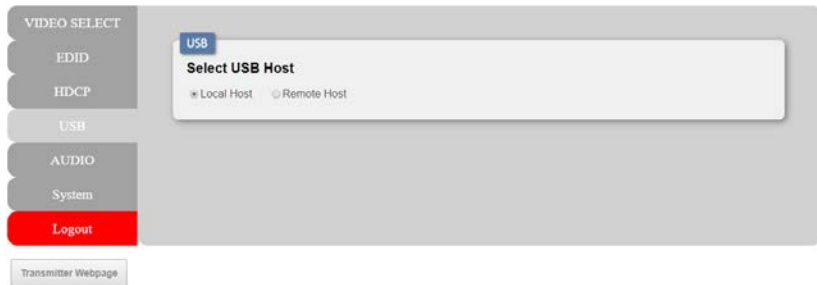 VIDEO SELECT
EDID
HDCP
USB
AUDIO
System
Logout
Transmitter Webpage
USB
Select USB Host
Local Host Remote Host